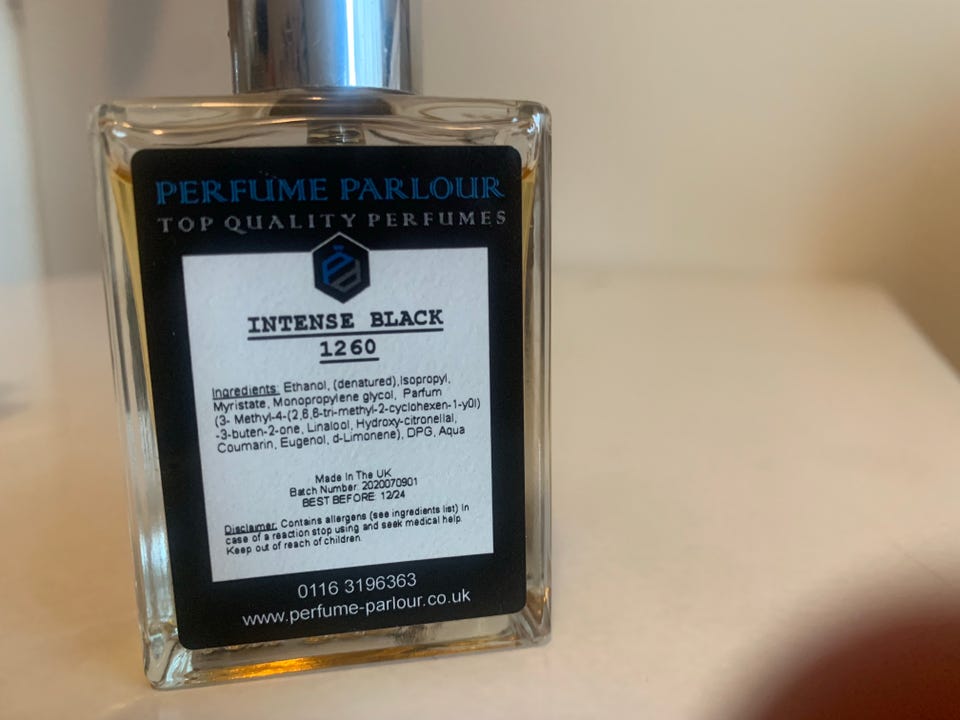 PERFUME PARLOUR
TOP QUALITY PERFUMES
INTENSE BLACK
1260
Ingredients: Ethanol, (denatured),Isopropyl,
Myristate, Monopropylene glycol, Parfum
(3- Methyl-4-(2,6,6-tri-methyl-2-cyclohexen-1-y0l)
-3-buten-2-one, Linalool, Hydroxy-citronellal,
Coumarin, Eugenol, d-Limonene), DPG, Aqua
Made In The UK
Batch Number: 2020070901
BEST BEFORE: 12/24
Disclaimer: Contains allergens (see ingredients list) In
case of a reaction stop using and seek medical help.
Keep out of reach of children.
0116 3196363
www.perfume-parlour.co.uk